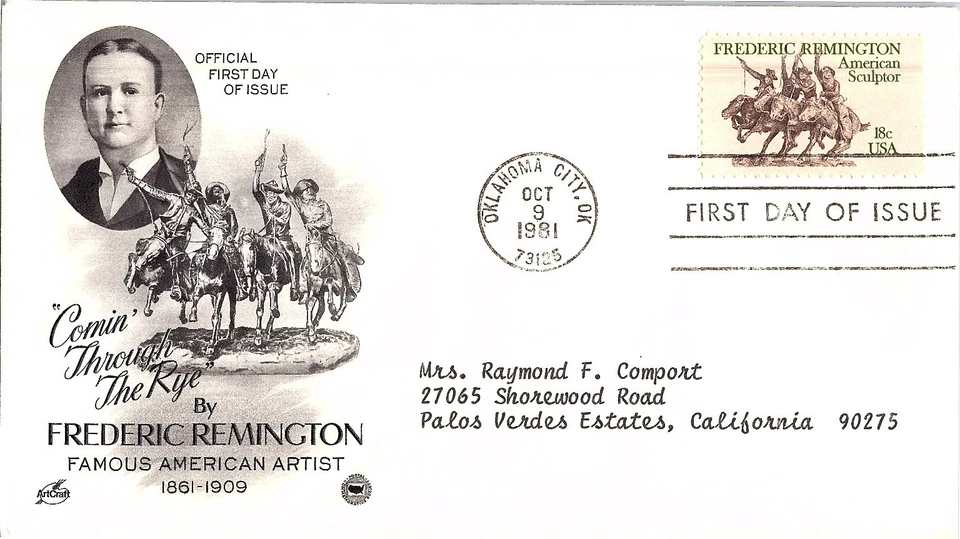 OFFICIAL
FIRST DAY
OF ISSUE
"Comin'
Through
The Rye"
By
FREDERIC REMINGTON
FAMOUS AMERICAN ARTIST
1861-1909
ArtCraft
OKLAHOMA CITY, OK
OCT
9
1981
73125
FREDERIC REMINGTON
American
Sculptor
18c
USA
FIRST DAY OF ISSUE
Mrs. Raymond F. Comport
27065 Shorewood Road
Palos Verdes Estates, California 90275